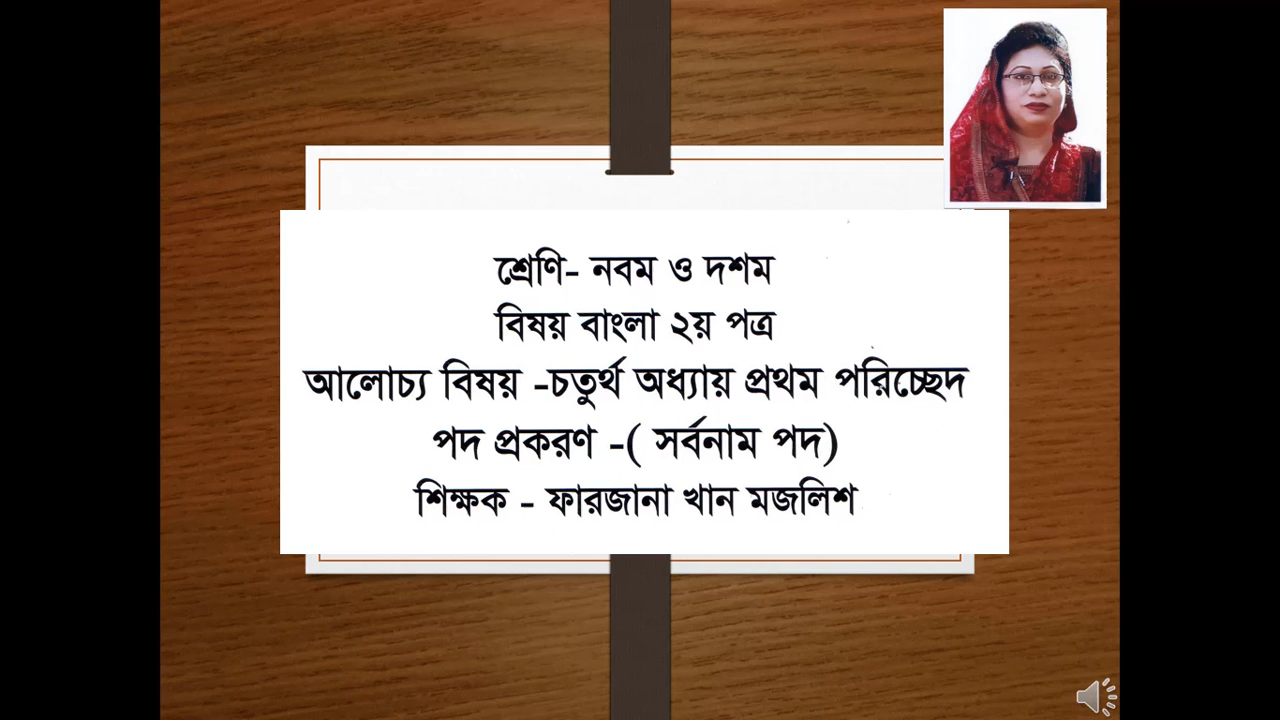 শ্রেণি- নবম ও দশম
বিষয় বাংলা ২য় পত্র
আলোচ্য বিষয় -চতুর্থ অধ্যায় প্রথম পরিচ্ছেদ
পদ প্রকরণ -( সর্বনাম পদ)
শিক্ষক - ফারজানা খান মজলিশ